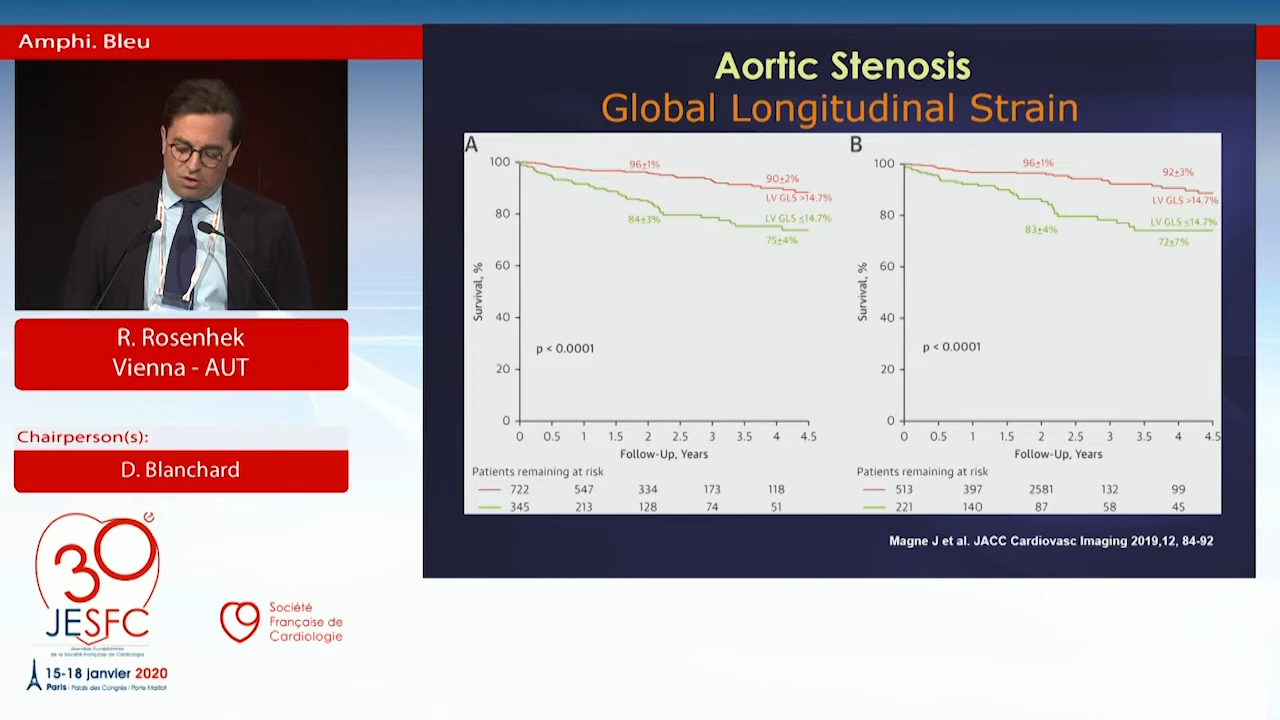 Amphi. Bleu
R. Rosenhek
Vienna - AUT
Chairperson(s):
D. Blanchard
30e
JESFC
Journées Européennes
de la Société Française de Cardiologie
15-18 janvier 2020
Paris : Palais des Congrès | Porte Maillot
Société
Française de
Cardiologie
Aortic Stenosis
Global Longitudinal Strain
A
100
80
60
40
20
0
Survival, %
96±1%
90±2%
LV GLS >14.7%
84±3%
LV GLS ≤14.7%
75±4%
p < 0.0001
0 0.5 1 1.5 2 2.5 3 3.5 4 4.5
Follow-Up, Years
Patients remaining at risk
722 547 334 173 118
345 213 128 74 51
B
100
80
60
40
20
0
Survival, %
96±1%
92±3%
LV GLS >14.7%
LV GLS ≤14.7%
83±4%
72±7%
p < 0.0001
0 0.5 1 1.5 2 2.5 3 3.5 4 4.5
Follow-Up, Years
Patients remaining at risk
513 397 2581 132 99
221 140 87 58 45
Magne J et al. JACC Cardiovasc Imaging 2019,12, 84-92